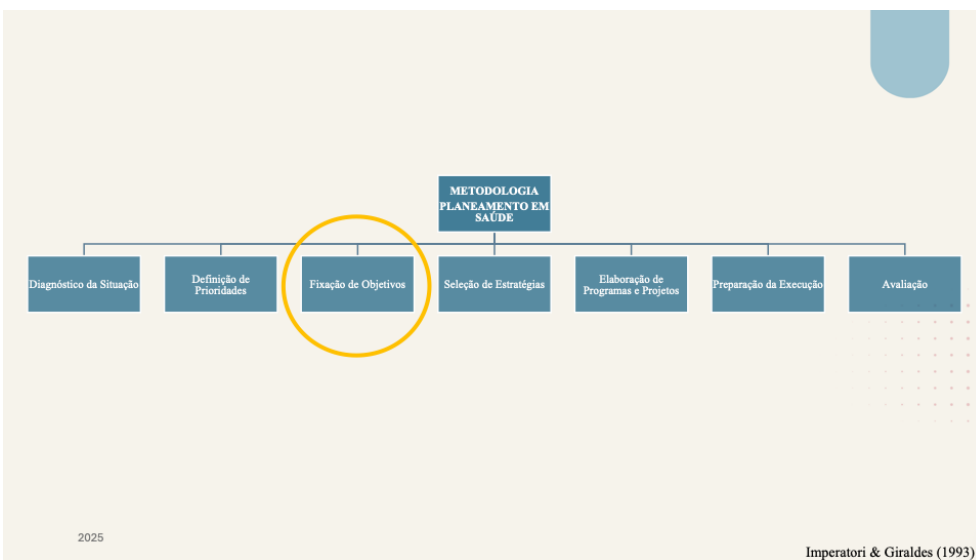 METODOLOGIA
PLANEAMENTO EM
SAÚDE
Diagnóstico da Situação
Definição de
Prioridades
Fixação de Objetivos
Seleção de Estratégias
Elaboração de
Programas e Projetos
Preparação da Execução
Avaliação
2025
Imperatori & Giraldes (1993)